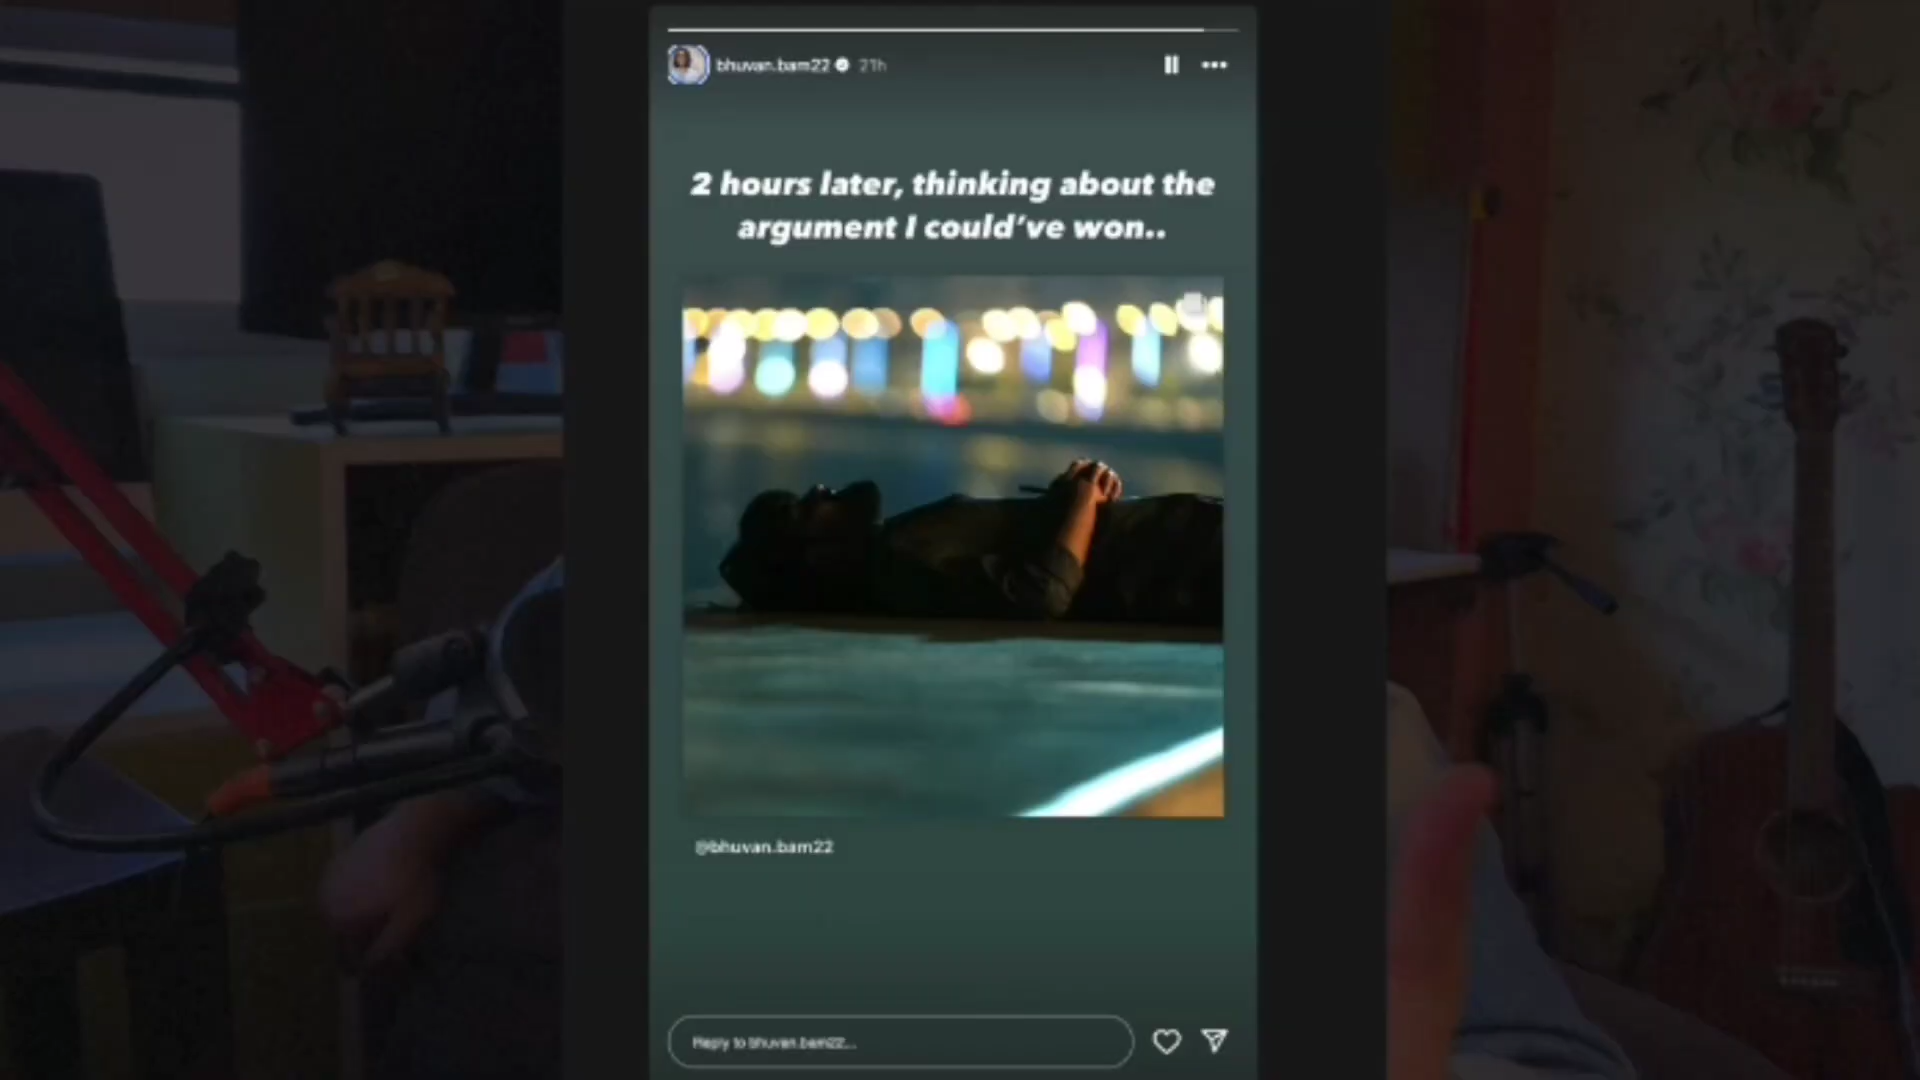 bhuvan.bam22 21h
2 hours later, thinking about the
argument I could've won..
@bhuvan.bam22
Reply to bhuvan.bam22...